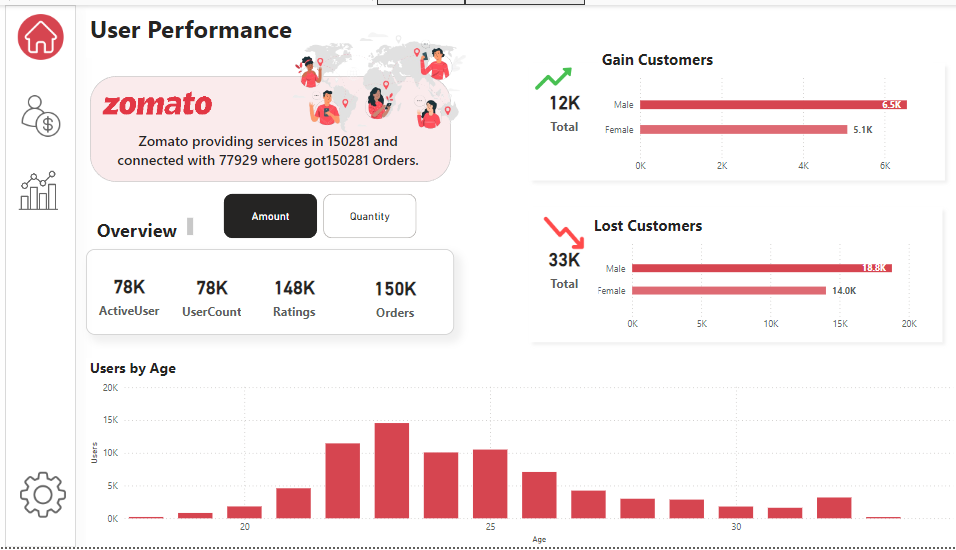 User Performance
zomato
Zomato providing services in 150281 and
connected with 77929 where got150281 Orders.
Amount
Quantity
Overview
78K
ActiveUser
78K
UserCount
148K
Ratings
150K
Orders
Gain Customers
12K
Total
Male
6.5K
Female
5.1K
0K
2K
4K
6K
Lost Customers
33K
Total
Male
18.8K
Female
14.0K
0K
5K
10K
15K
20K
Users by Age
20K
15K
10K
5K
0K
Users
20
25
30
Age